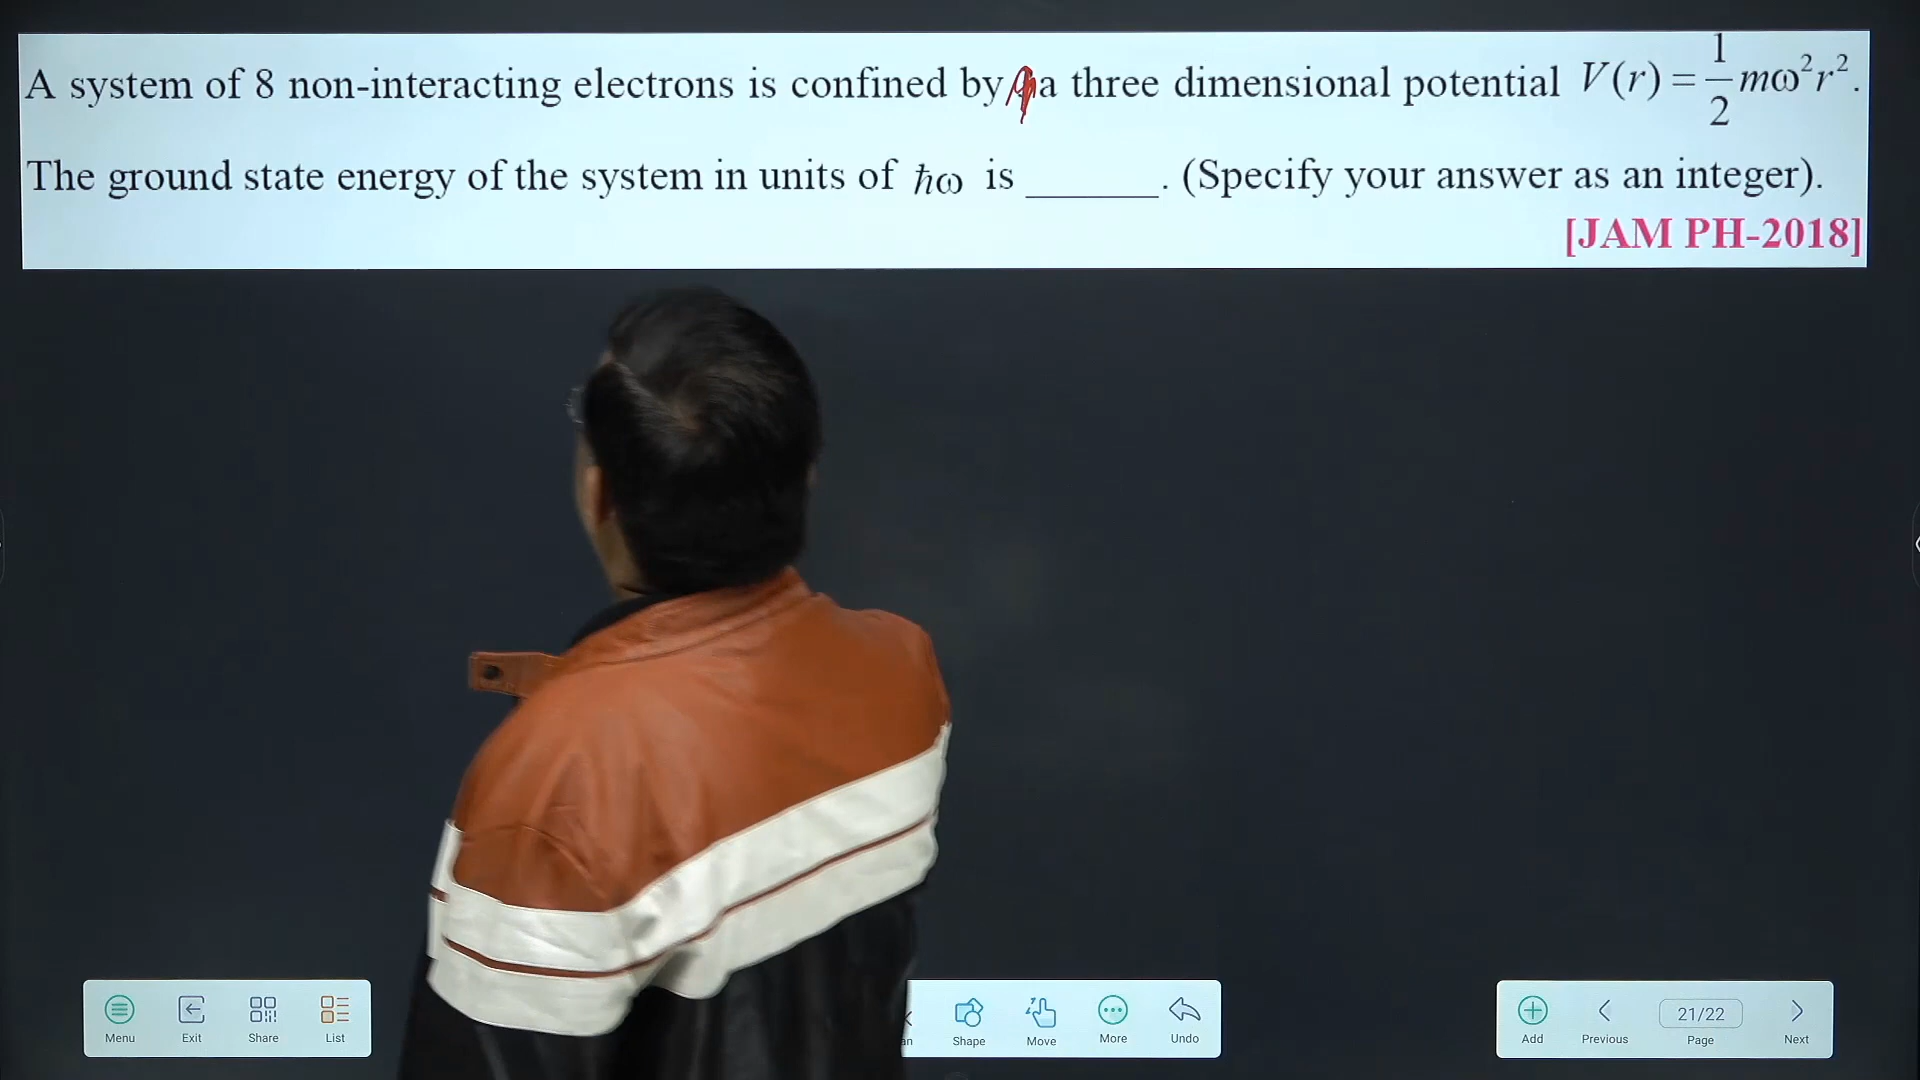 A system of 8 non-interacting electrons is confined by a three dimensional potential V(r) = 1/2 mω²r².
The ground state energy of the system in units of ħω is ______. (Specify your answer as an integer).
[JAM PH-2018]
Menu Exit Share List
Shape Move More Undo
Add Previous 21/22 Page Next